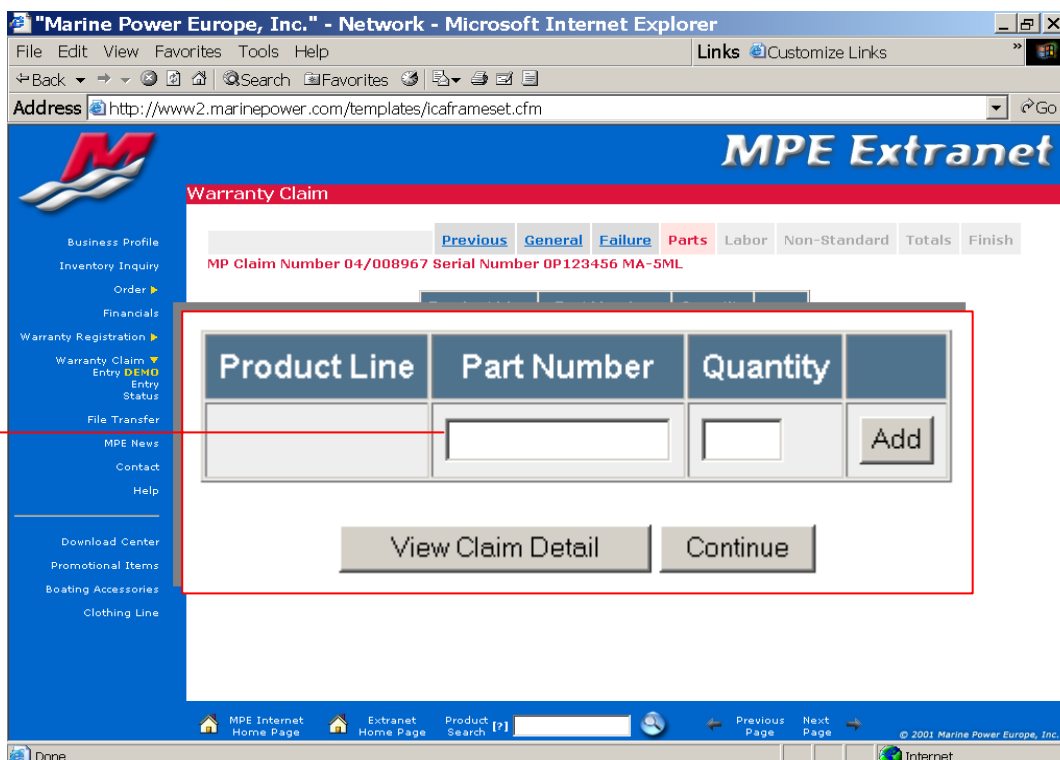 "Marine Power Europe, Inc." - Network - Microsoft Internet Explorer
File Edit View Favorites Tools Help
Links Customize Links »
Back Search Favorites
Address http://www2.marinepower.com/templates/icaframeset.cfm Go
MPE Extranet
Warranty Claim
Previous General Failure Parts Labor Non-Standard Totals Finish
MP Claim Number 04/008967 Serial Number 0P123456 MA-5ML
Business Profile
Inventory Inquiry
Order
Financials
Warranty Registration
Warranty Claim
Entry DEMO
Entry
Status
File Transfer
MPE News
Contact
Help
Download Center
Promotional Items
Boating Accessories
Clothing Line
Product Line Part Number Quantity
Add
View Claim Detail Continue
MPE Internet Home Page
Extranet Home Page
Product Search [?]
Previous Page
Next Page
© 2001 Marine Power Europe, Inc.
Done
Internet